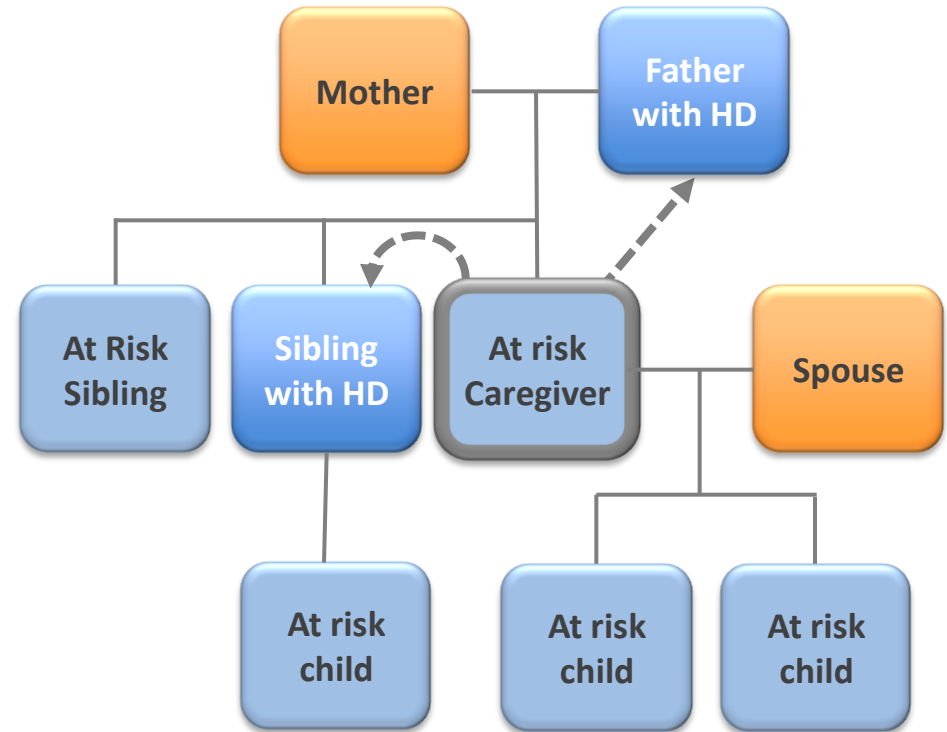 Mother
Father
with HD
At Risk
Sibling
Sibling
with HD
At risk
Caregiver
Spouse
At risk
child
At risk
child
At risk
child